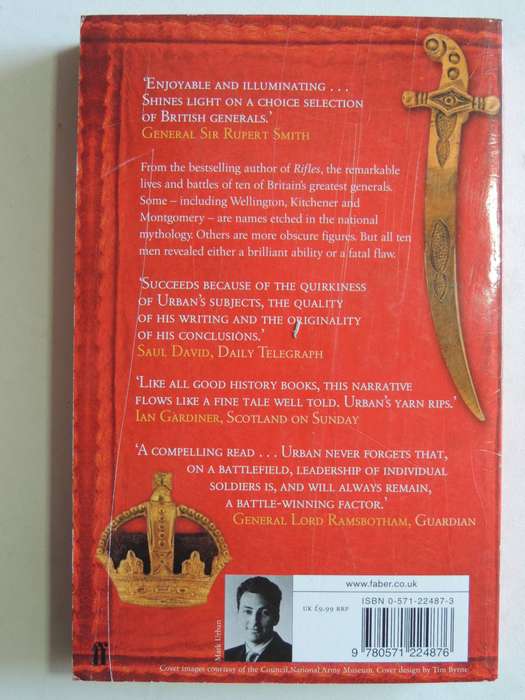 ‘Enjoyable and illuminating . . .
Shines light on a choice selection
of British generals.’
General Sir Rupert Smith
From the bestselling author of Rifles, the remarkable
lives and battles of ten of Britain's greatest generals.
Some – including Wellington, Kitchener and
Montgomery – are names etched in the national
mythology. Others are more obscure figures. But all ten
men revealed either a brilliant ability or a fatal flaw.
‘Succeeds because of the quirkiness
of Urban's subjects, the quality
of his writing and the originality
of his conclusions.’
Saul David, Daily Telegraph
‘Like all good history books, this narrative
flows like a fine tale well told. Urban's yarn rips.’
Ian Gardiner, Scotland on Sunday
‘A compelling read . . . Urban never forgets that,
on a battlefield, leadership of individual
soldiers is, and will always remain,
a battle-winning factor.’
General Lord Ramsbotham, Guardian
ff
Mark Urban
UK £9.99 RRP
www.faber.co.uk
ISBN 0-571-22487-3
9 780571 224876
Cover images courtesy of the Council,National Army Museum. Cover design by Tim Byrne